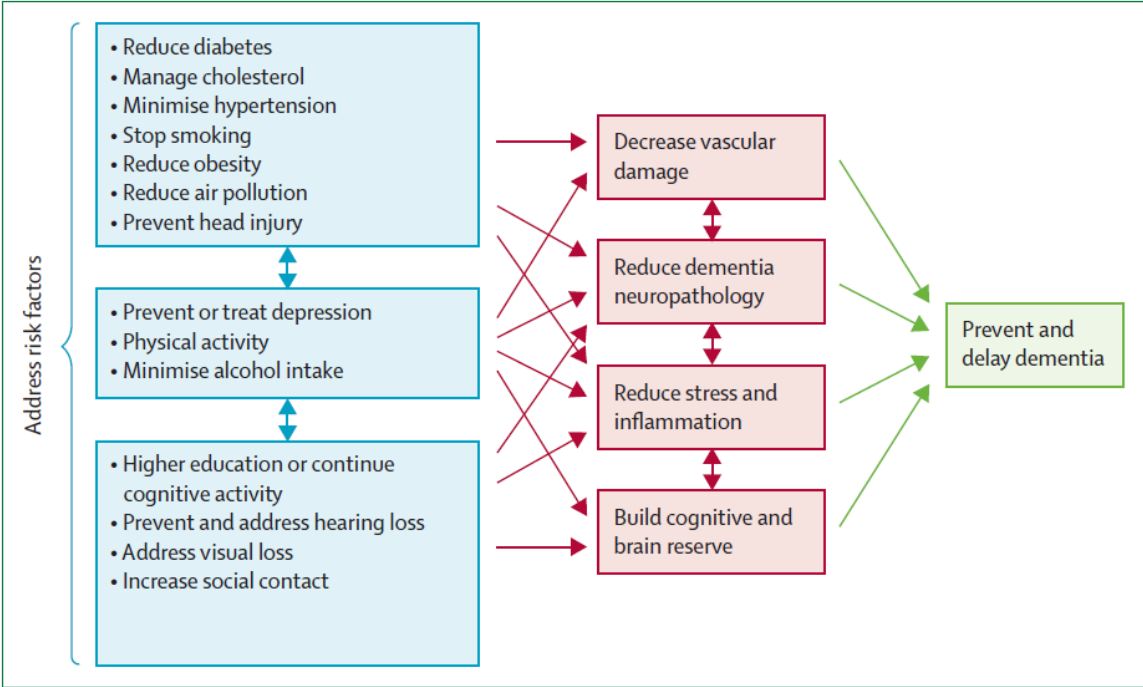 Address risk factors
• Reduce diabetes
• Manage cholesterol
• Minimise hypertension
• Stop smoking
• Reduce obesity
• Reduce air pollution
• Prevent head injury
• Prevent or treat depression
• Physical activity
• Minimise alcohol intake
• Higher education or continue
cognitive activity
• Prevent and address hearing loss
• Address visual loss
• Increase social contact
Decrease vascular
damage
Reduce dementia
neuropathology
Reduce stress and
inflammation
Build cognitive and
brain reserve
Prevent and
delay dementia